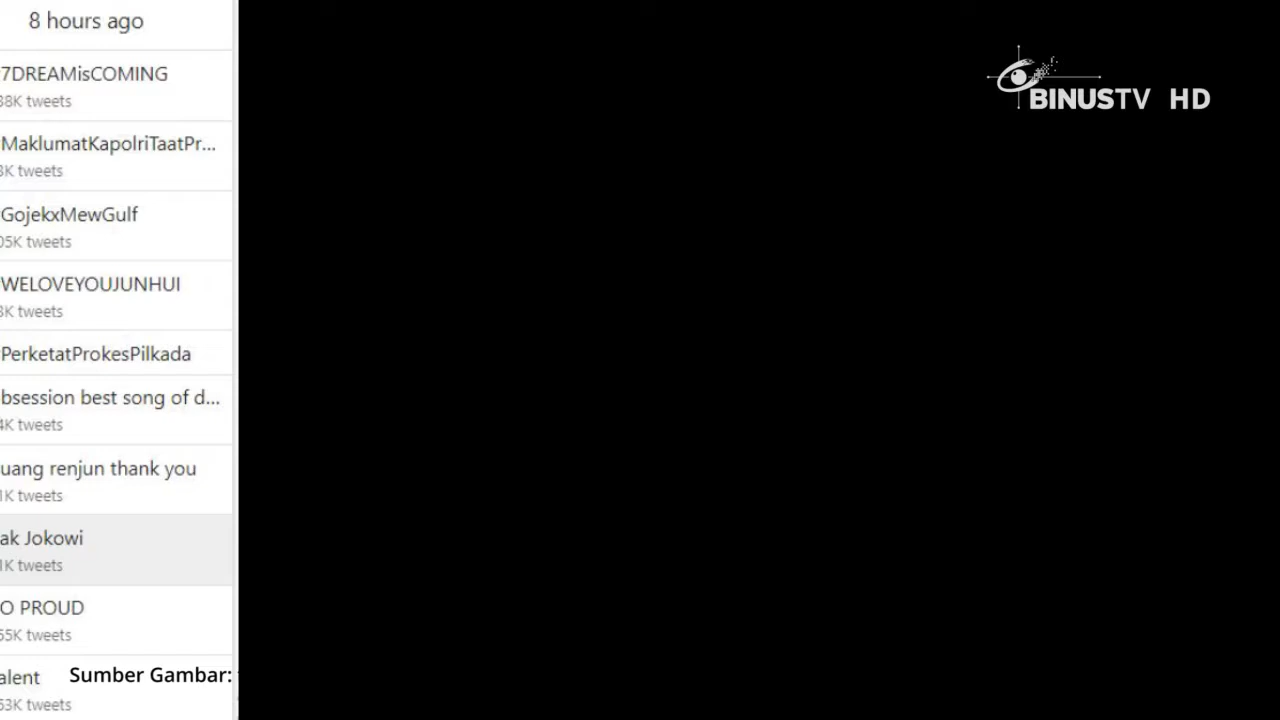 8 hours ago
7DREAMisCOMING
38K tweets
MaklumatKapolriTaatPr...
3K tweets
GojekxMewGulf
05K tweets
WELOVEYOUJUNHUI
3K tweets
PerketatProkesPilkada
bsession best song of d...
4K tweets
uang renjun thank you
1K tweets
ak Jokowi
1K tweets
O PROUD
55K tweets
alent
53K tweets
Sumber Gambar:
BINUSTV HD